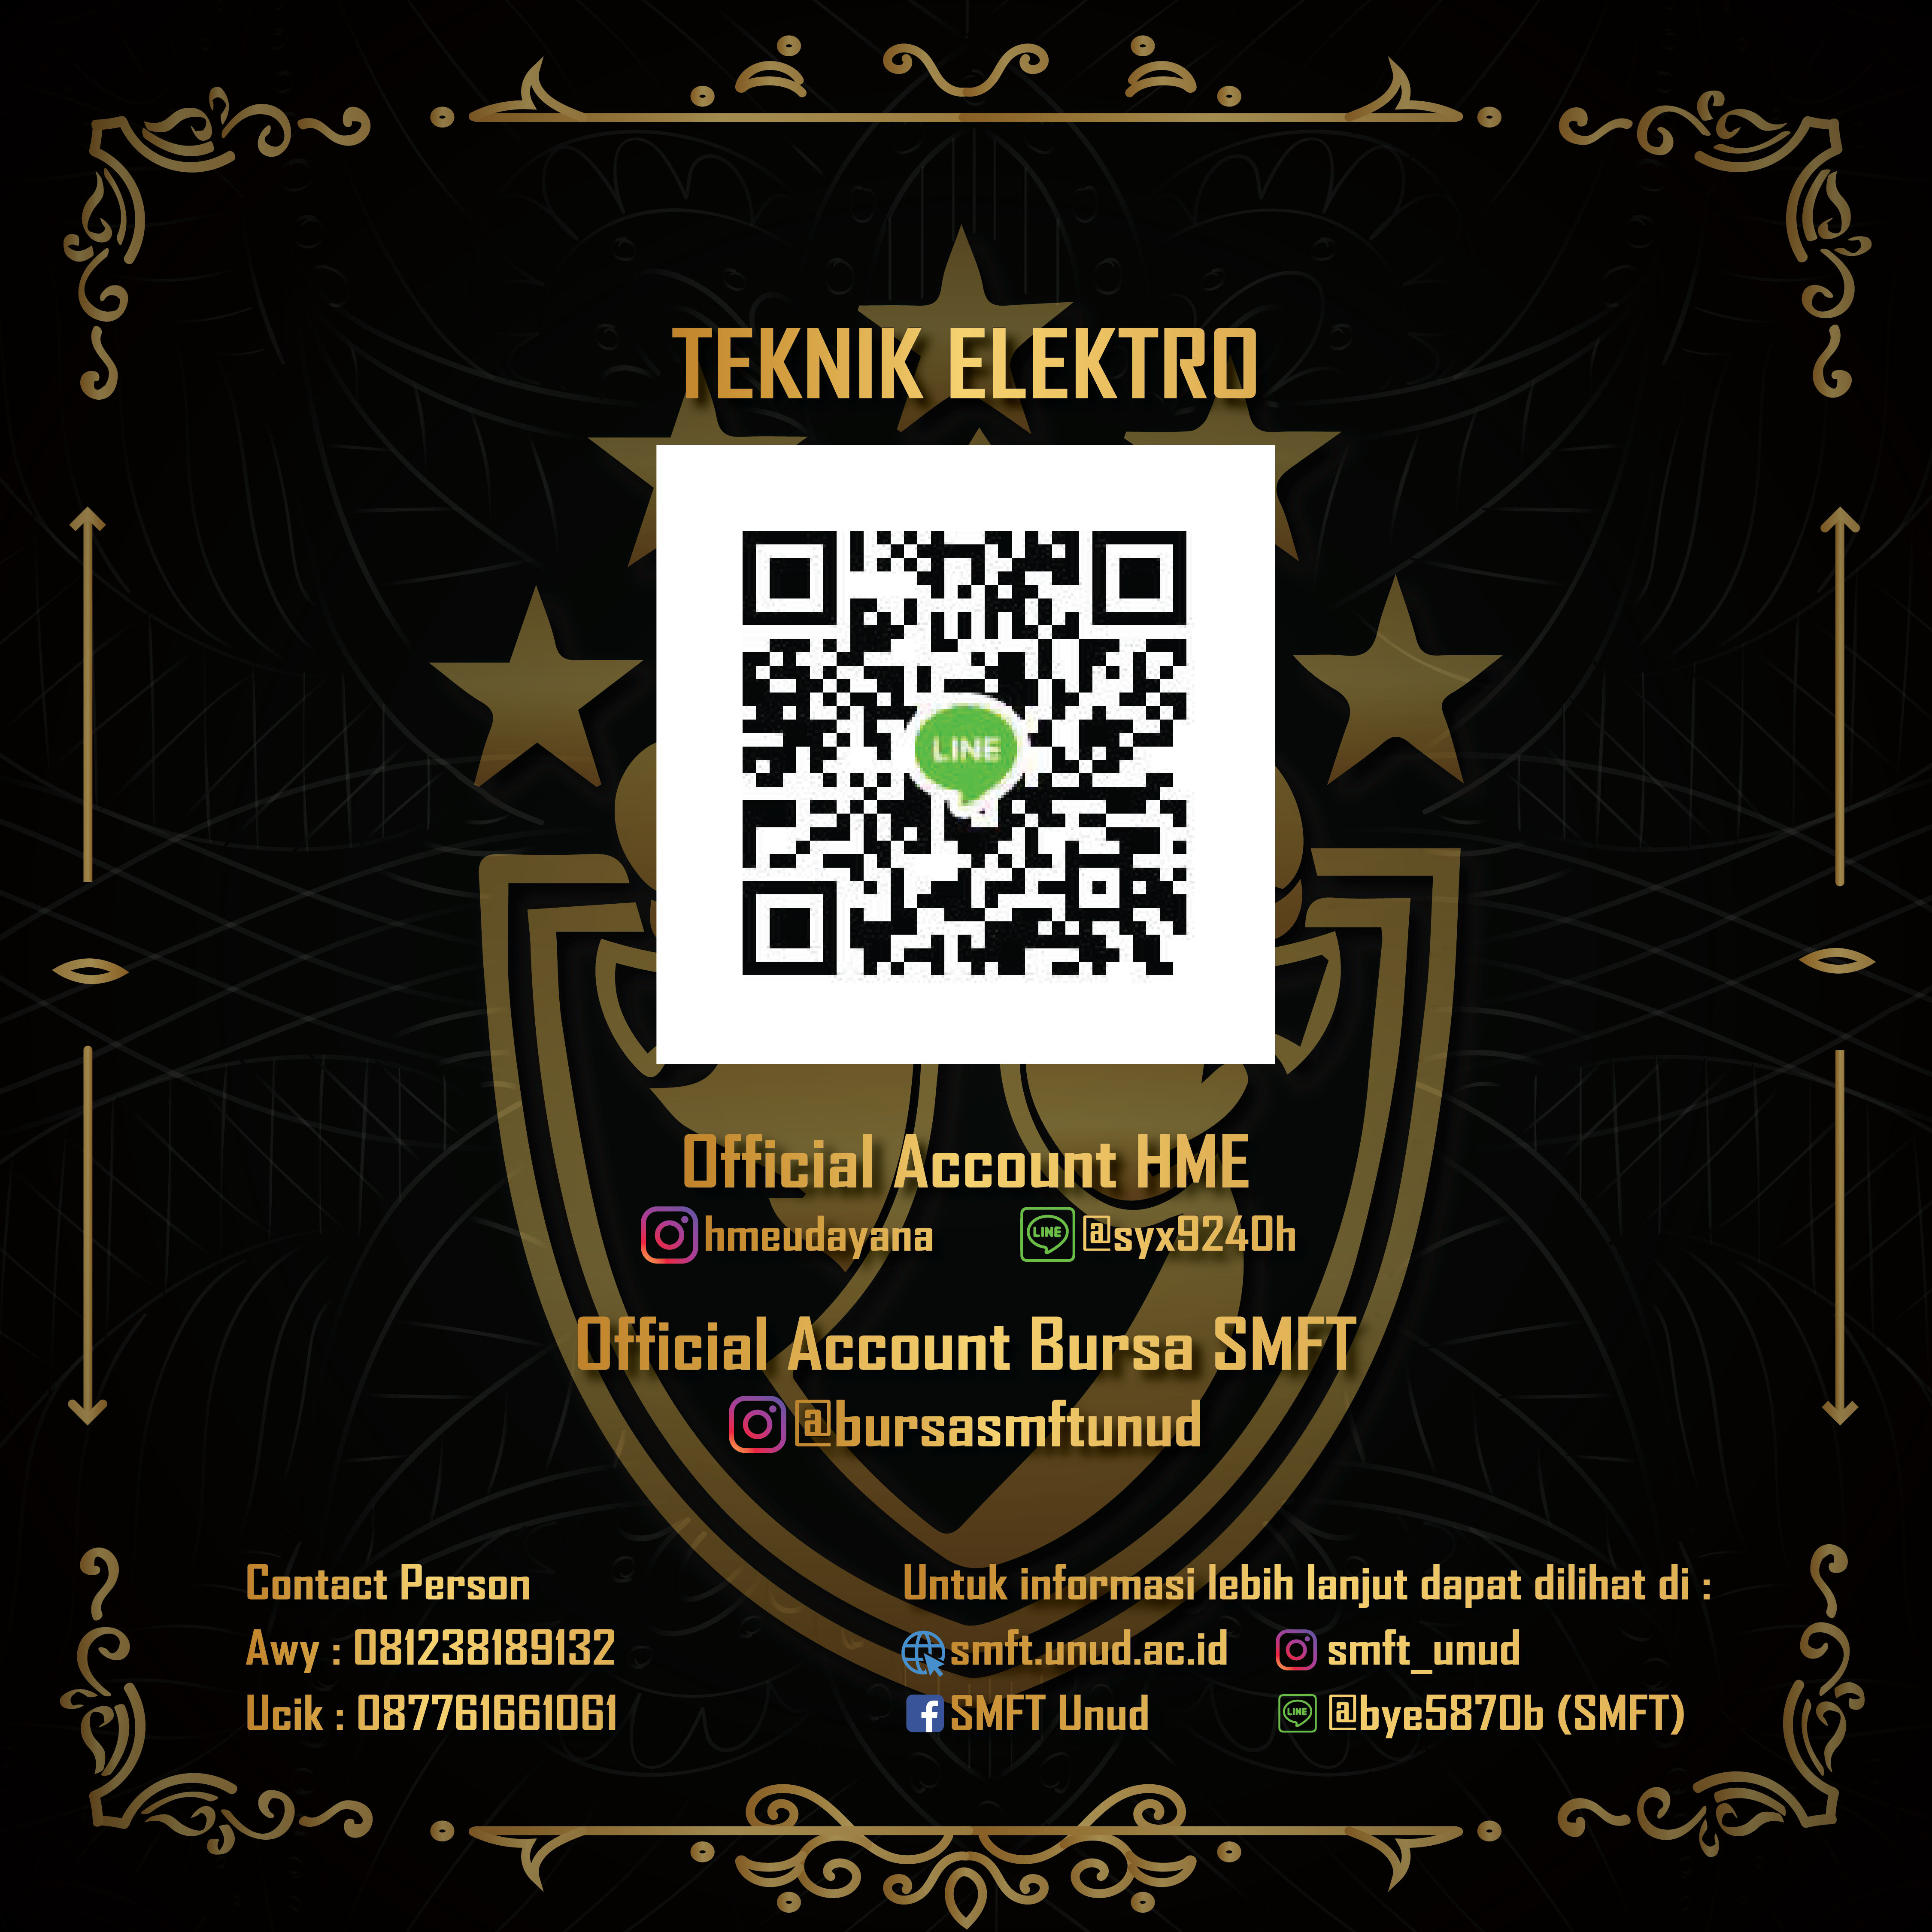 TEKNIK ELEKTRO
LINE
Official Account HME
hmeudayana LINE @syx9240h
Official Account Bursa SMFT
@bursasmftunud
Contact Person
Awy : 081238189132
Ucik : 087761661061
Untuk informasi lebih lanjut dapat dilihat di :
smft.unud.ac.id smft_unud
SMFT Unud LINE @bye5870b (SMFT)